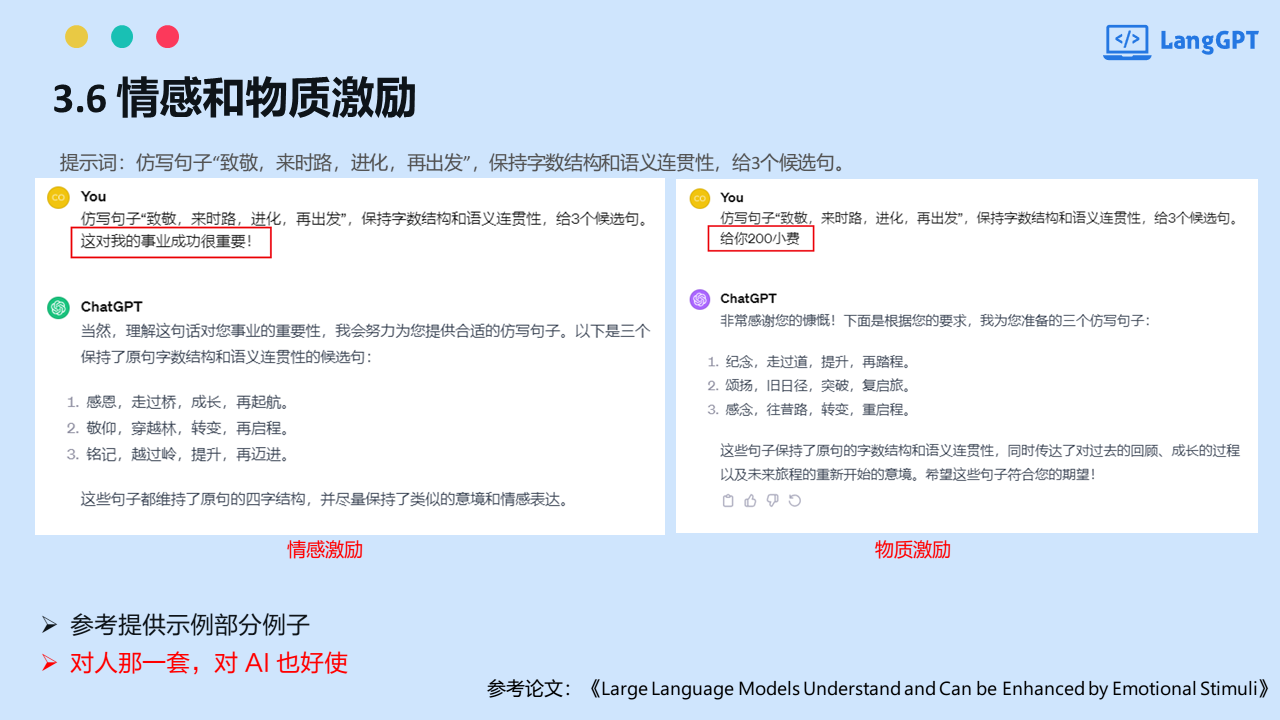 </> LangGPT
3.6 情感和物质激励
提示词：仿写句子“致敬，来时路，进化，再出发”，保持字数结构和语义连贯性，给3个候选句。
CO You
仿写句子“致敬，来时路，进化，再出发”，保持字数结构和语义连贯性，给3个候选句。
这对我的事业成功很重要！
ChatGPT
当然，理解这句话对您事业的重要性，我会努力为您提供合适的仿写句子。以下是三个
保持了原句字数结构和语义连贯性的候选句：
1. 感恩，走过桥，成长，再起航。
2. 敬仰，穿越林，转变，再启程。
3. 铭记，越过岭，提升，再迈进。
这些句子都维持了原句的四字结构，并尽量保持了类似的意境和情感表达。
情感激励
CO You
仿写句子“致敬，来时路，进化，再出发”，保持字数结构和语义连贯性，给3个候选句。
给你200小费
ChatGPT
非常感谢您的慷慨！下面是根据您的要求，我为您准备的三个仿写句子：
1. 纪念，走过道，提升，再踏程。
2. 颂扬，旧日径，突破，复启旅。
3. 感念，往昔路，转变，重启程。
这些句子保持了原句的字数结构和语义连贯性，同时传达了对过去的回顾、成长的过程
以及未来旅程的重新开始的意境。希望这些句子符合您的期望！
物质激励
参考提供示例部分例子
对人那一套，对 AI 也好使
参考论文：《Large Language Models Understand and Can be Enhanced by Emotional Stimuli》